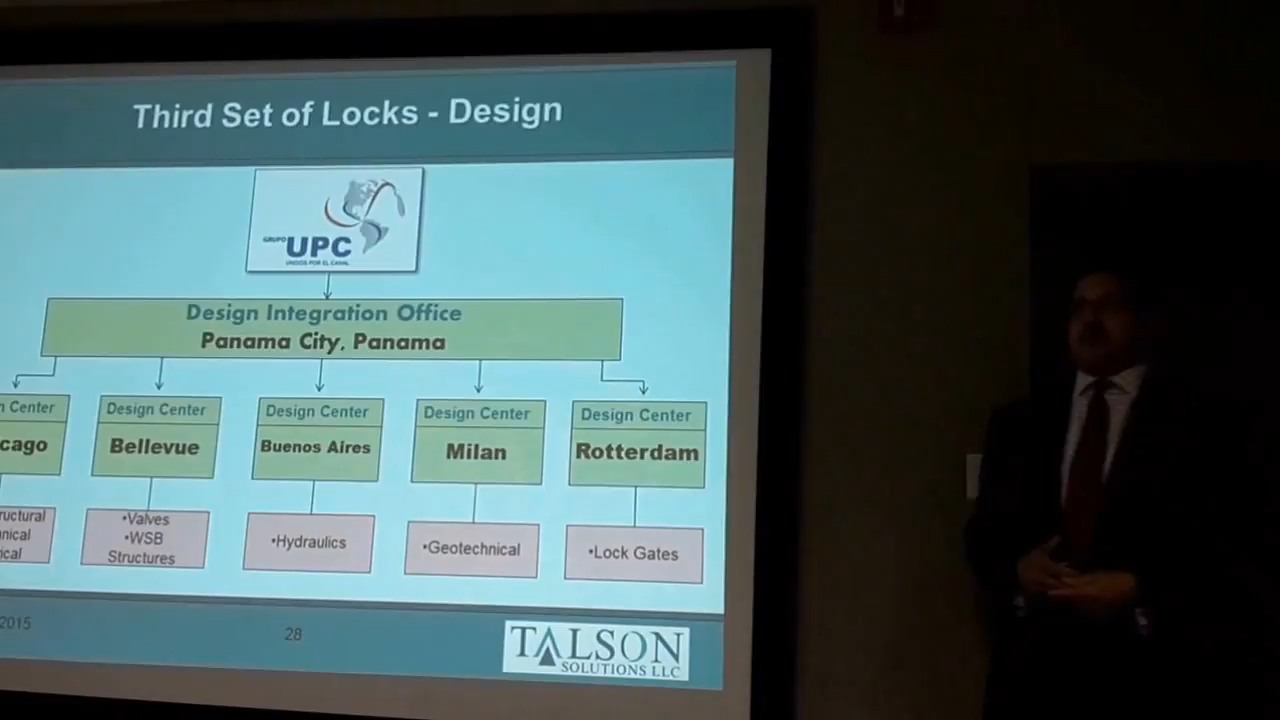 Third Set of Locks - Design
GRUPO UPC
UNIDOS POR EL CANAL
Design Integration Office
Panama City, Panama
n Center
cago
ructural
nical
ical
Design Center
Bellevue
•Valves
•WSB
Structures
Design Center
Buenos Aires
•Hydraulics
Design Center
Milan
•Geotechnical
Design Center
Rotterdam
•Lock Gates
2015
28
TALSON
SOLUTIONS LLC